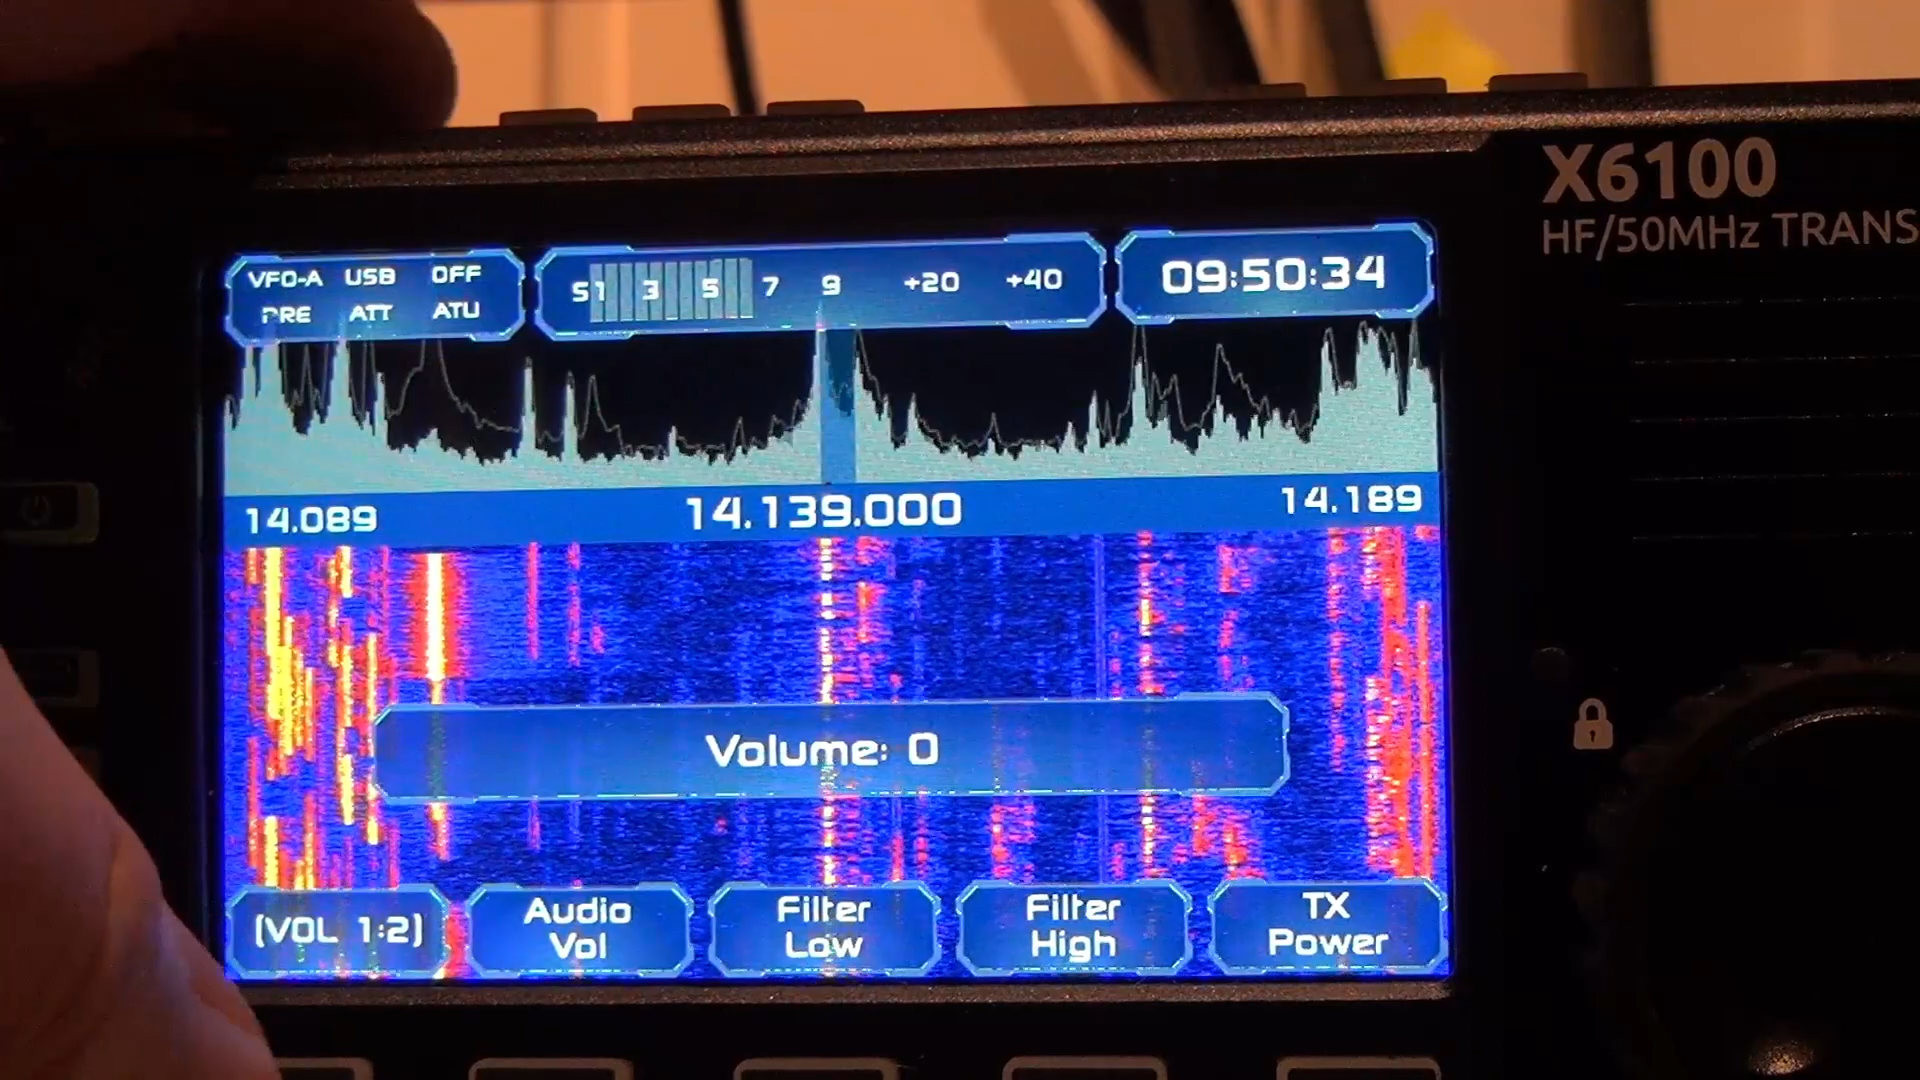 X6100
HF/50MHz TRANS
VFO-A USB OFF
PRE ATT ATU
S1 3 5 7 9 +20 +40
09:50:34
14.089 14.139.000 14.189
Volume: 0
(VOL 1:2)
Audio
Vol
Filter
Low
Filter
High
TX
Power